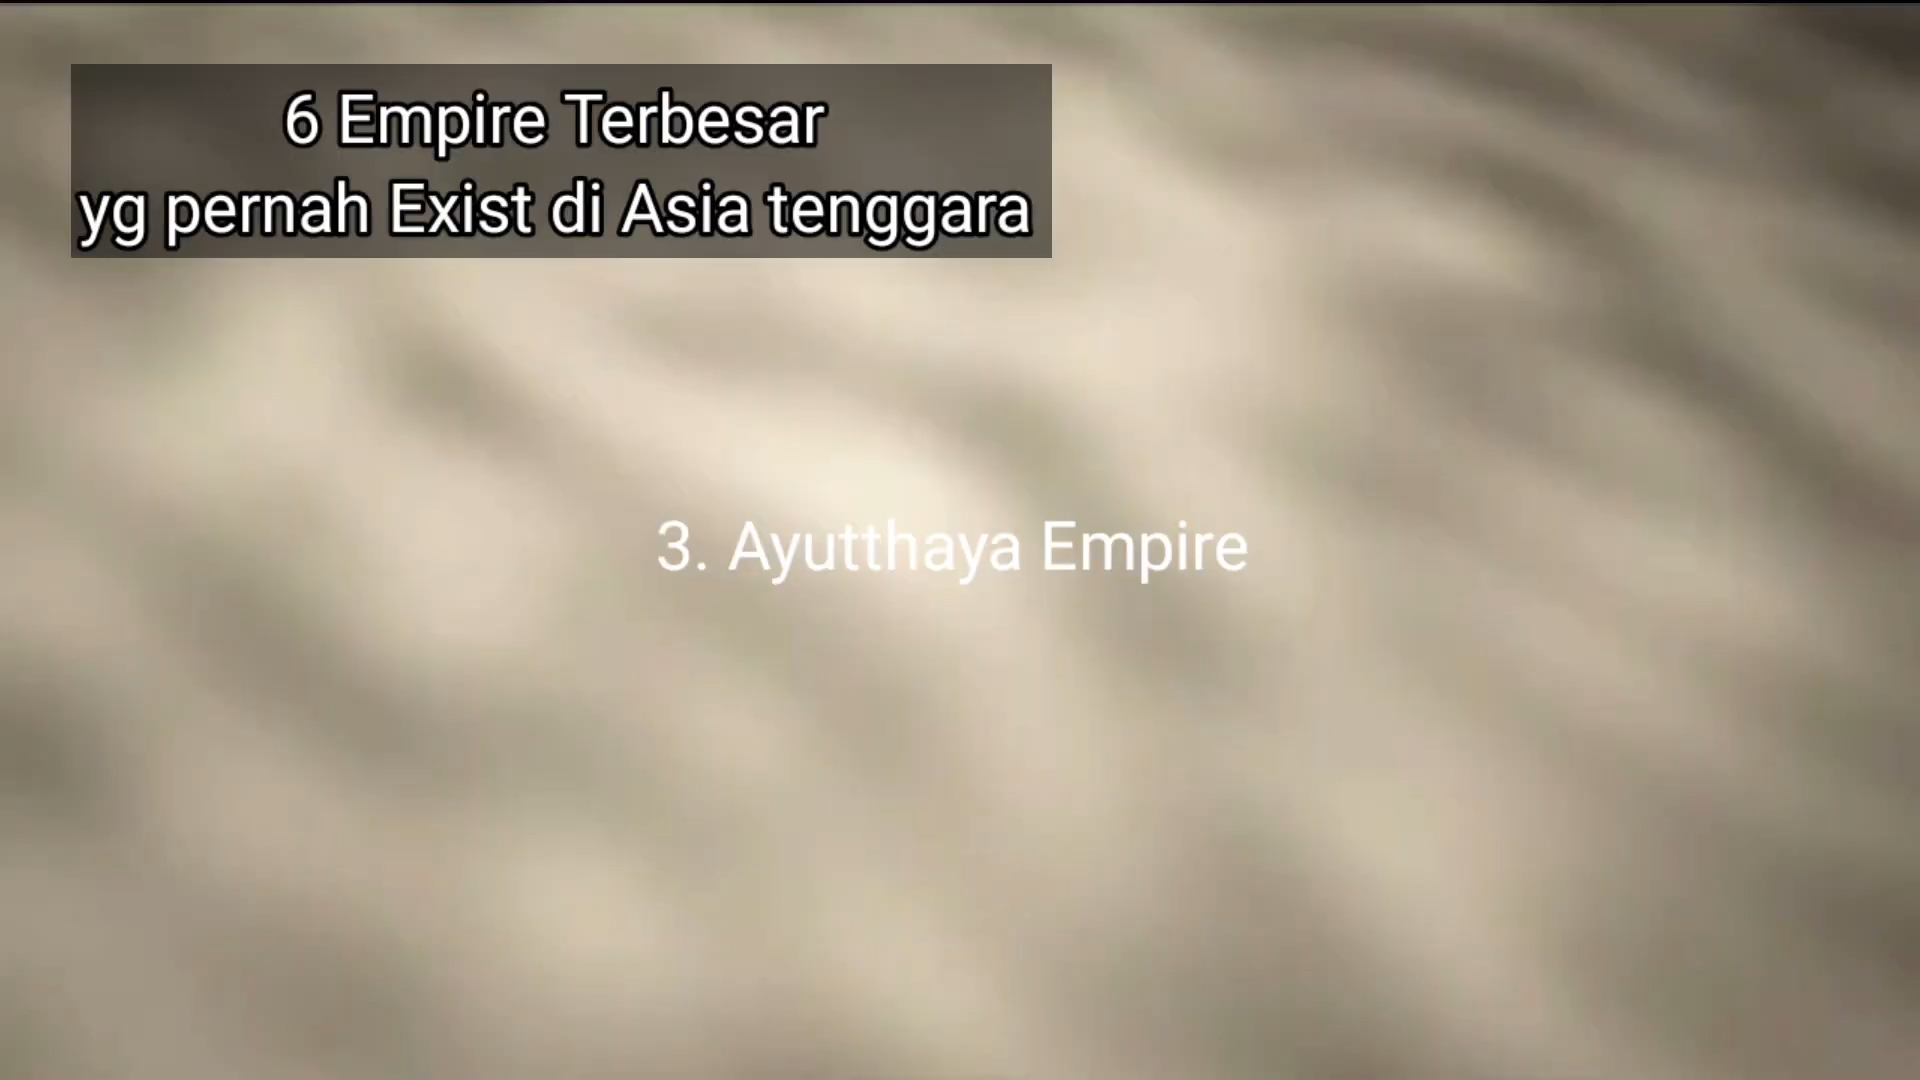 6 Empire Terbesar
yg pernah Exist di Asia tenggara
3. Ayutthaya Empire